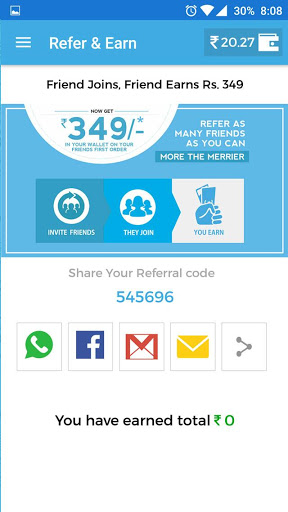 30% 8:08
Refer & Earn
₹ 20.27
Friend Joins, Friend Earns Rs. 349
NOW GET
₹349/-*
IN YOUR WALLET ON YOUR
FRIENDS FIRST ORDER
REFER AS
MANY FRIENDS
AS YOU CAN
MORE THE MERRIER
INVITE FRIENDS
THEY JOIN
YOU EARN
Share Your Referral code
545696
You have earned total ₹ 0